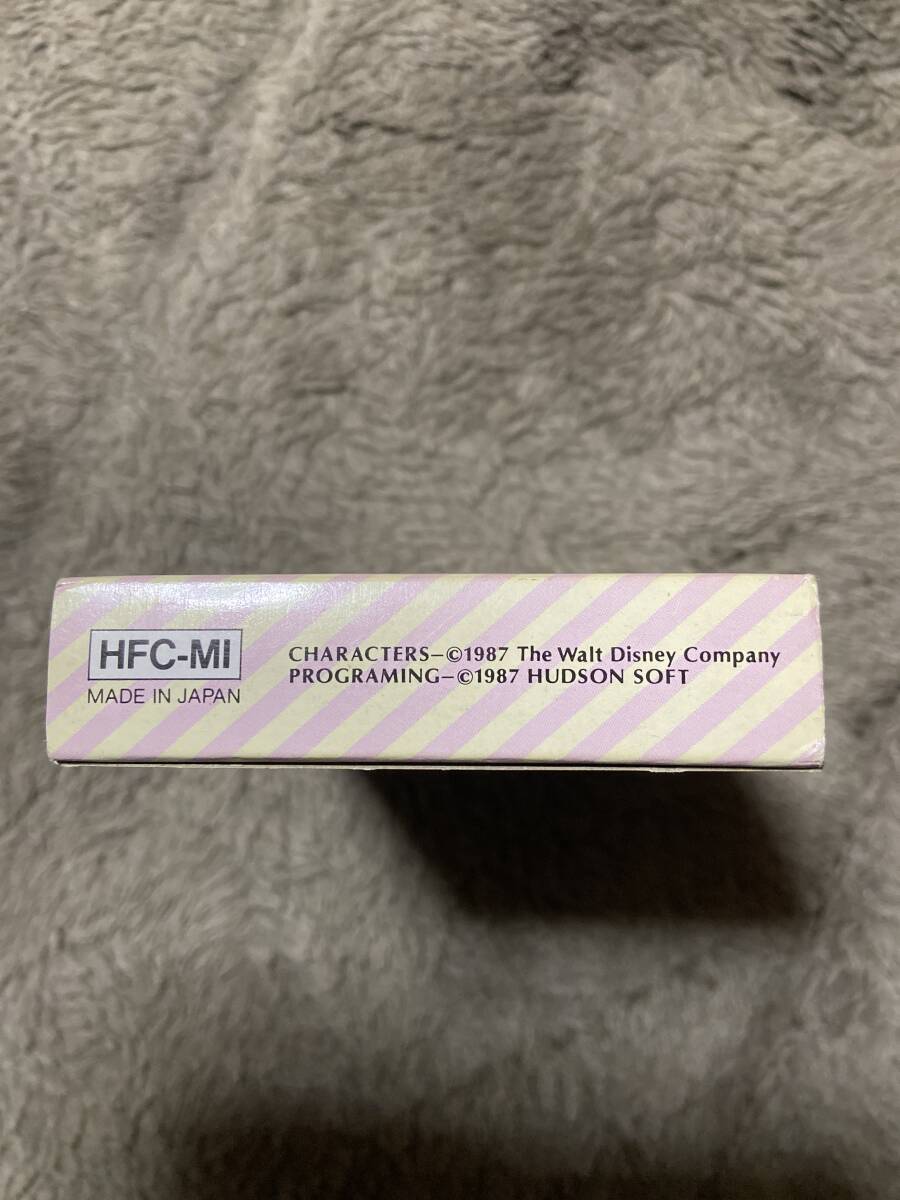 HFC-MI
MADE IN JAPAN
CHARACTERS—©1987 The Walt Disney Company
PROGRAMING—©1987 HUDSON SOFT